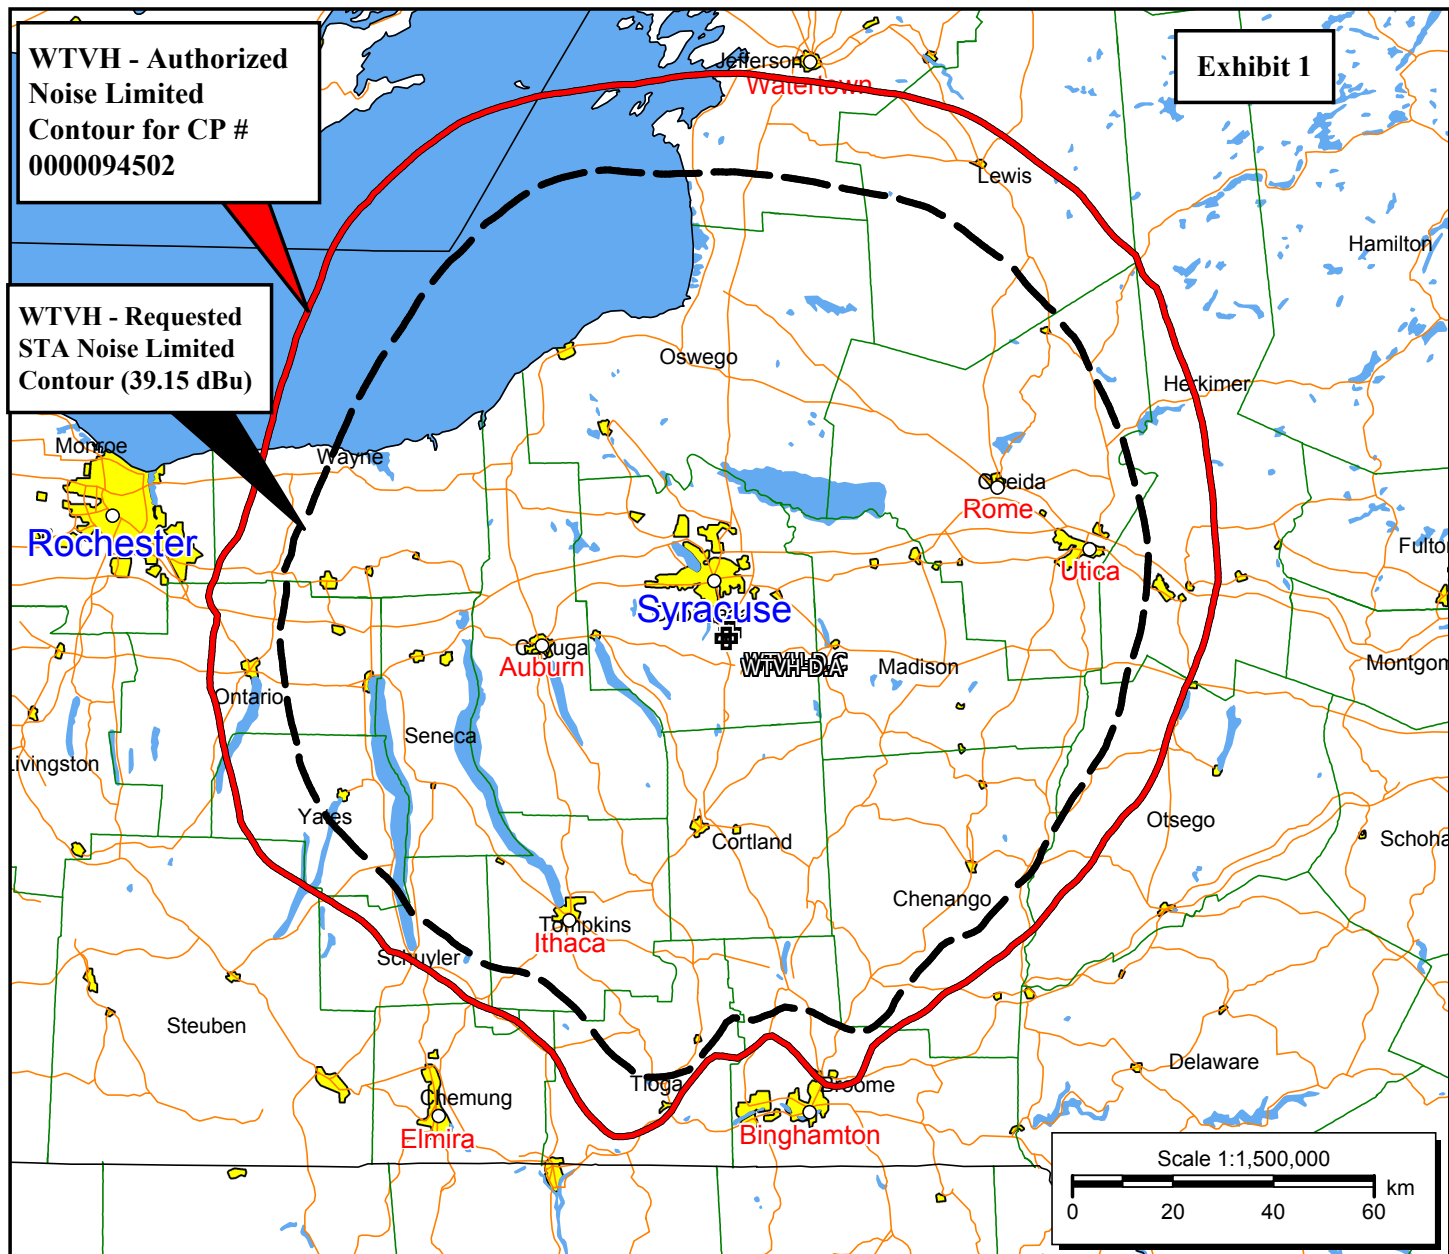 WTVH - Authorized
Noise Limited
Contour for CP #
0000094502
Exhibit 1
Jefferson
Watertown
Lewis
Hamilton
WTVH - Requested
STA Noise Limited
Contour (39.15 dBu)
Oswego
Herkimer
Monroe
Wayne
Oneida
Rome
Rochester
Utica
Fulto
Syracuse
Cayuga
Auburn
WTVH-D.A
Madison
Montgom
Ontario
Seneca
Livingston
Yates
Cortland
Otsego
Schoha
Chenango
Tompkins
Ithaca
Schuyler
Steuben
Delaware
Tioga
Broome
Chemung
Elmira
Binghamton
Scale 1:1,500,000
km
0 20 40 60